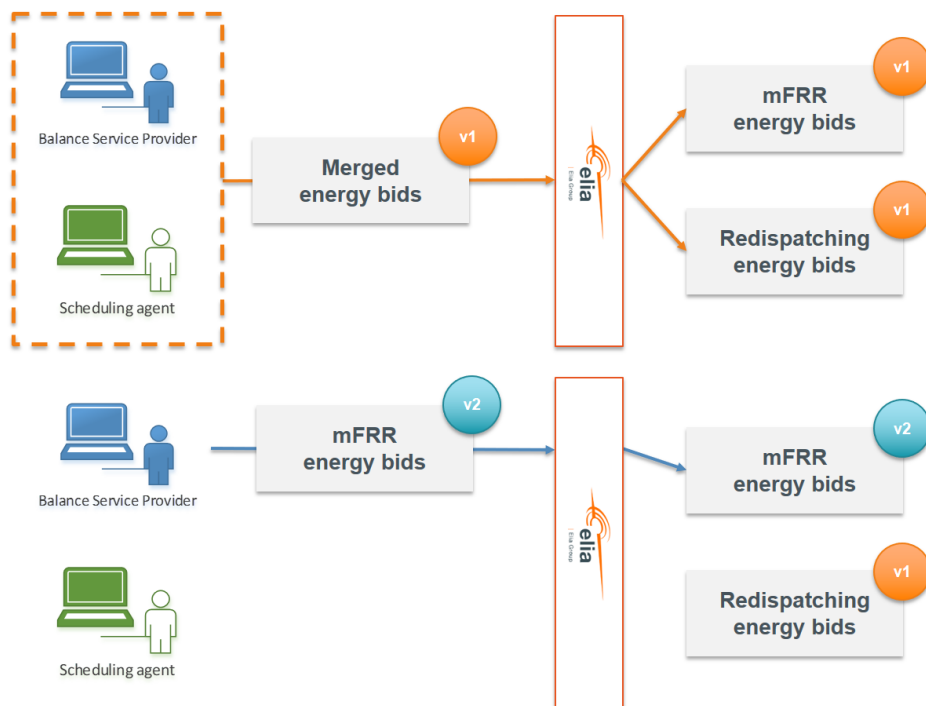 Balance Service Provider
Scheduling agent
Merged
energy bids
v1
elia
Elia Group
mFRR
energy bids
v1
Redispatching
energy bids
v1
Balance Service Provider
Scheduling agent
mFRR
energy bids
v2
elia
Elia Group
mFRR
energy bids
v2
Redispatching
energy bids
v1